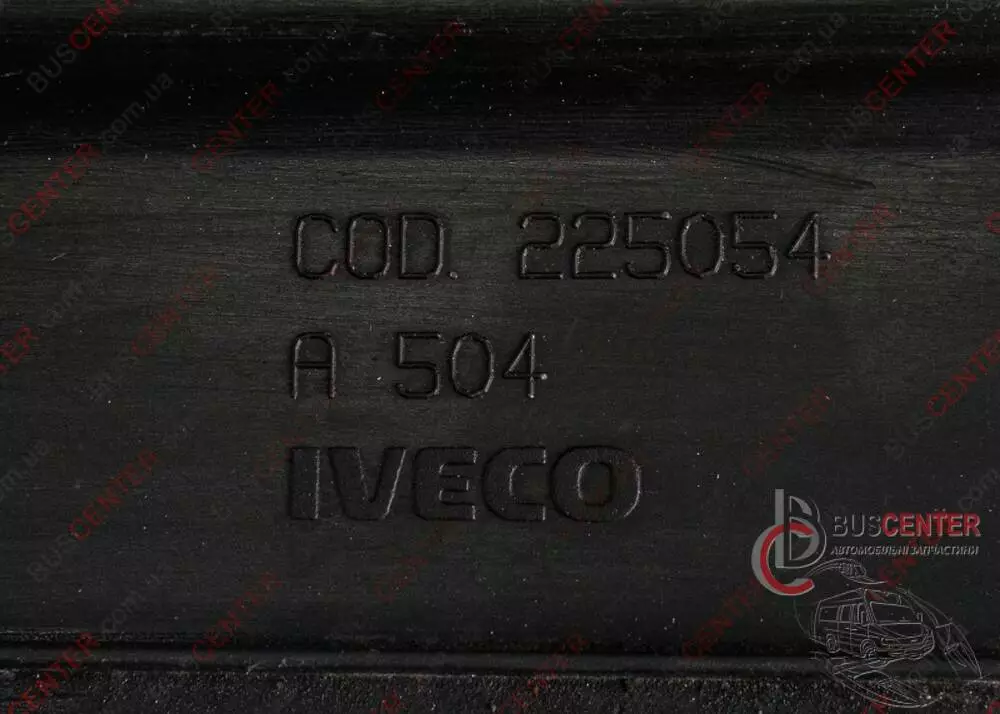 COD. 225054
A 504
IVECO
BUSCENTER
АВТОМОБІЛЬНІ ЗАПЧАСТИНИ